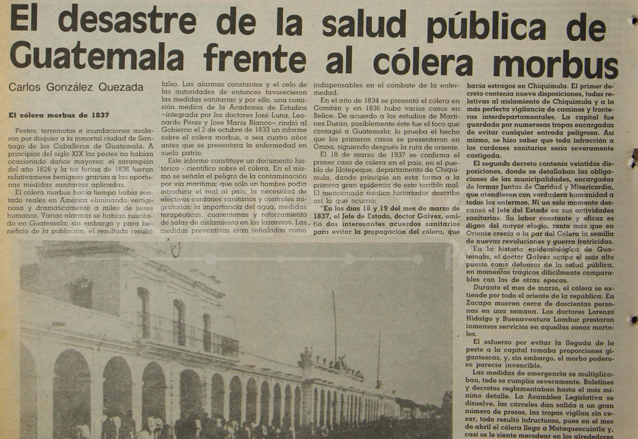 El desastre de la salud pública de
Guatemala frente al cólera morbus
Carlos González Quezada
El cólera morbus de 1837
Pestes, terremotos e inundaciones asola-
ron por doquier a la inmortal ciudad de San-
tiago de los Caballeros de Guatemala. A
principios del siglo XIX las pestes no habían
ocasionado daños mayores; el sarampión
del año 1826 y la tos ferina de 1836 fueron
relativamente benignas gracias a las oportu-
nas medidas sanitarias aplicadas.
El cólera morbus hacía tiempo había sen-
tado reales en América eliminando vertigi-
nosa y dramáticamente a miles de seres
humanos. Varias alarmas se habían suscita-
do en Guatemala; sin embargo y para be-
neficio de la población, el resultado resultó
falso. Las alarmas constantes y el celo de
las autoridades de entonces favorecieron
las medidas sanitarias y por ello, una comi-
sión médica de la Academia de Estudios
-integrada por los doctores José Luna, Leo-
nardo Pérez y José María Blanco- rindió al
Gobierno el 2 de octubre de 1833 un informe
sobre el cólera morbus, o sea cuatro años
antes que se presentara la enfermedad en
suelo patrio.
Este informe constituye un documento his-
tórico - científico sobre el cólera. En el mis-
mo se señala el peligro de la contaminación
por vía marítima; que sólo un hombre podía
introducir el mal al país; la necesidad de
efectivos cordones sanitarios y controles mi-
gratorios; la importancia del agua, medidas
terapéuticas, cuarentenas y reforzamiento
de salas de aislamiento en los lazaretos. Las
medidas preventivas eran señaladas como
indispensables en el combate de la enfer-
medad.
En el año de 1834 se presentó el cólera en
Comitán y en 1836 hubo varios casos en
Belice. De acuerdo a estudios de Martí-
nez Durán, posiblemente éste fue el foco que
contagió a Guatemala; lo prueba el hecho
que los primeros casos se presentaron en
Omoa, siguiendo después la ruta de oriente.
El 18 de marzo de 1937 se confirma el
primer caso de cólera en el país, en el pue-
blo de Jilotepeque, departamento de Chiqui-
mula, dando principio en esta forma a la
primera gran epidemia de este terrible mal.
El mencionado médico historiador describe
así lo que ocurrió:
"En los días 18 y 19 del mes de marzo de
1837, el Jefe de Estado, doctor Gálvez, emi-
tió dos interesantes acuerdos sanitarios
para evitar la propagación del cólera, que
hacía estragos en Chiquimula. El primer de-
creto contenía nueve disposiciones, todas re-
lativas al aislamiento de Chiquimula y a la
más perfecta vigilancia de caminos y fronte-
ras interdepartamentales. La capital fue
guardada por numerosas tropas encargadas
de evitar cualquier entrada peligrosa. Así
mismo, se hizo saber que toda infracción a
los cordones sanitarios sería severamente
castigada.
El segundo decreto contenía veintidós dis-
posiciones, donde se detallaban las obliga-
ciones de las municipalidades, encargadas
de formar Juntas de Caridad y Misericordia,
que atendiesen con verdadera humanidad a
todos los enfermos. Ni un solo momento des-
cansó el Jefe del Estado en sus actividades
sanitarias. Su labor constante y eficaz es
digna del mayor elogio, tanto más que en
Oriente crecía a la par del Cólera la semilla
de nuevas revoluciones y guerra fratricidas.
En la historia epidemiológica de Gua-
temala, el doctor Gálvez ocupa el más alto
puesto como defensor de la salud pública,
en momentos trágicos difícilmente compara-
bles con los de otras épocas.
Durante el mes de marzo, el cólera se ex-
tiende por todo el oriente de la república. En
Zacapa mueren cerca de doscientas perso-
nas en una semana. Los doctores Lorenzo
Hidalgo y Buenaventura Lambur prestaron
inmensos servicios en aquellas zonas morta-
les.
El esfuerzo por evitar la llegada de la
peste a la capital tomaba proporciones gi-
gantescas, y, sin embargo, el morbo podero-
so parecía invencible.
Las medidas de emergencia se multiplica-
ban, todo se cumplía severamente. Boletines
y decretos reglamentaban hasta el más mí-
nimo detalle. La Asamblea Legislativa se
disuelve, las cárceles dan salida a un gran
número de presos, las tropas vigilan sin ce-
sar, todo resultó infructuoso, pues en el mes
de abril el cólera llega a Mataquescuintla y,
casi se le siente merodear en los alrededores